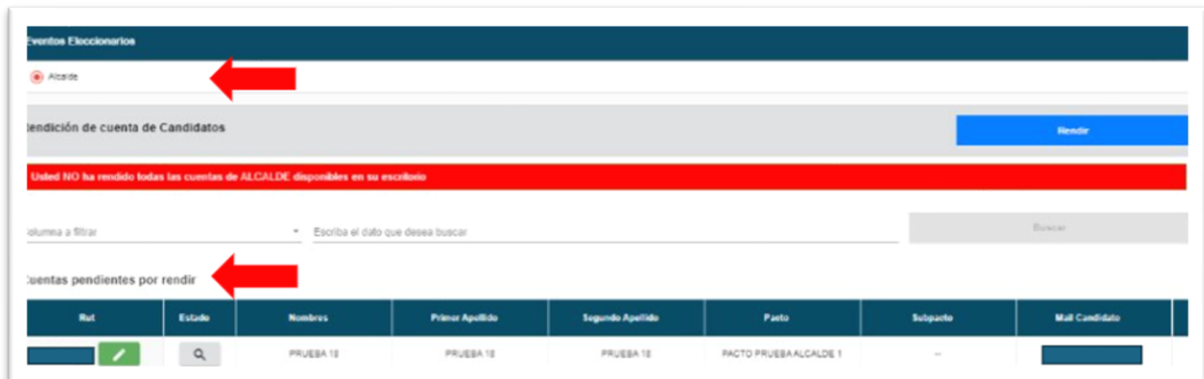 Eventos Eleccionarios
Alcalde
Rendición de cuenta de Candidatos
Rendir
Usted NO ha rendido todas las cuentas de ALCALDE disponibles en su escritorio
Columna a filtrar
Escriba el dato que desea buscar
Buscar
Cuentas pendientes por rendir
Rut Estado Nombres Primer Apellido Segundo Apellido Pacto Subpacto Mail Candidato
PRUEBA 18 PRUEBA 18 PRUEBA 18 PACTO PRUEBA ALCALDE 1 --